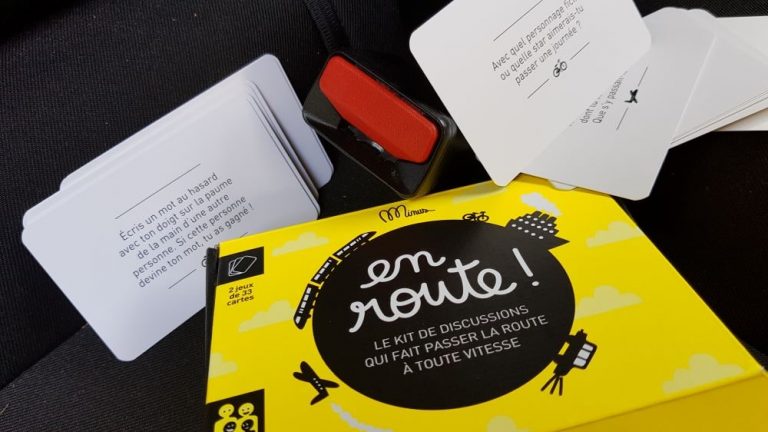 Écris un mot au hasard
avec ton doigt sur la paume
de la main d'une autre
personne. Si cette personne
devine ton mot, tu as gagné !
Avec quel personnage fic
ou quelle star aimerais-tu
passer une journée ?
dont tu
Que s'y passai
Minus
en
route !
LE KIT DE DISCUSSIONS
QUI FAIT PASSER LA ROUTE
À TOUTE VITESSE
2 jeux
de 33
cartes